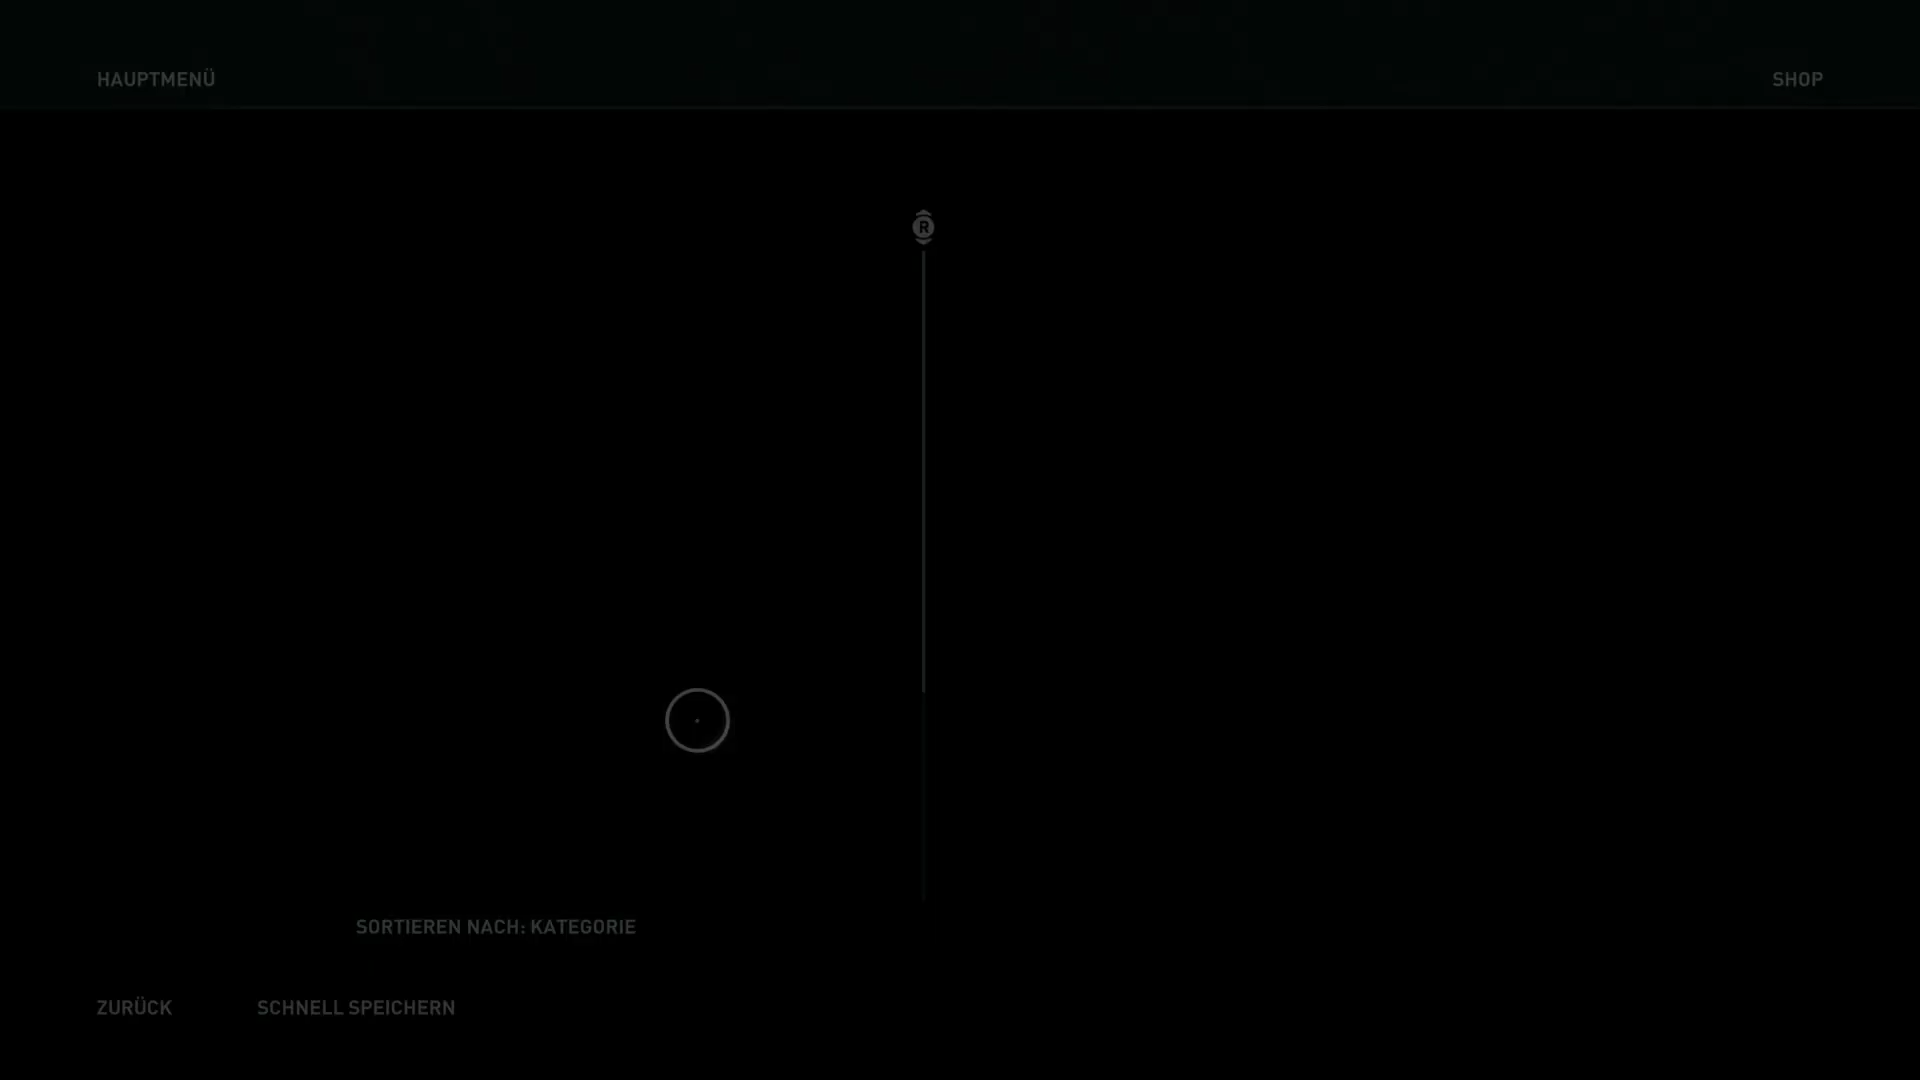 HAUPTMENÜ
SHOP
R
SORTIEREN NACH: KATEGORIE
ZURÜCK
SCHNELL SPEICHERN